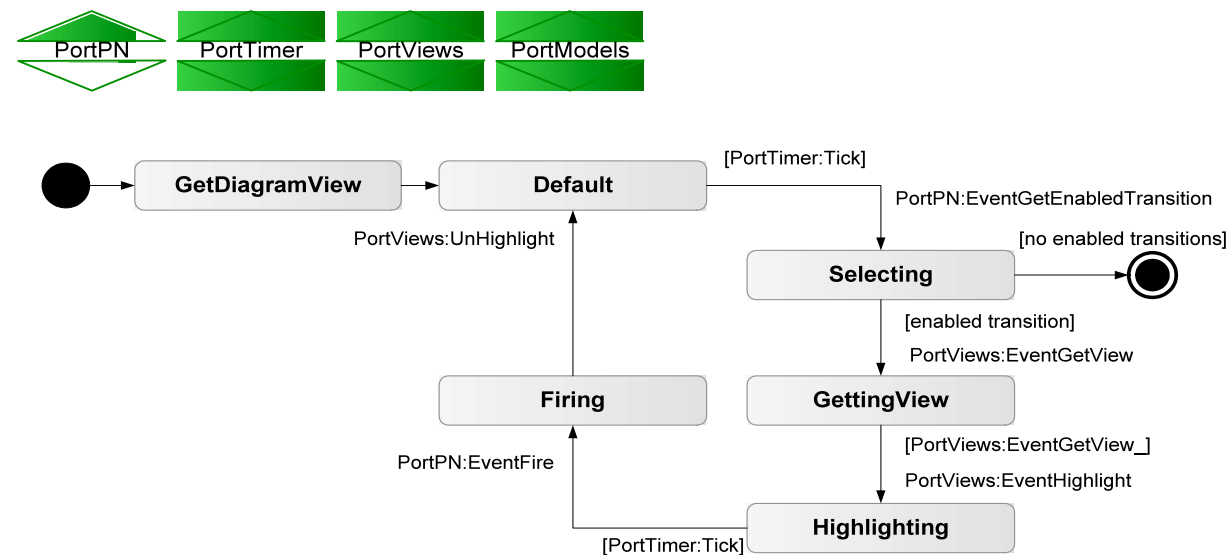 PortPN
PortTimer
PortViews
PortModels
[PortTimer:Tick]
GetDiagramView
Default
PortPN:EventGetEnabledTransition
PortViews:UnHighlight
[no enabled transitions]
Selecting
[enabled transition]
PortViews:EventGetView
Firing
GettingView
[PortViews:EventGetView_]
PortPN:EventFire
PortViews:EventHighlight
Highlighting
[PortTimer:Tick]